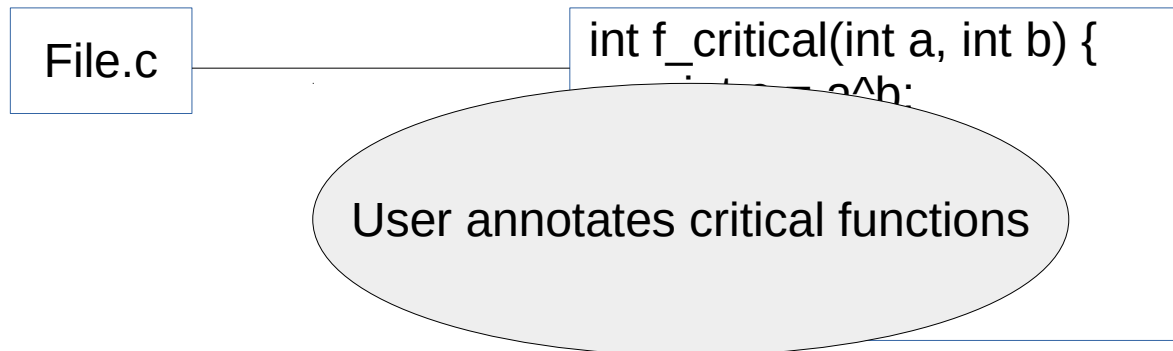 File.c
int f_critical(int a, int b) {
= a^b;
User annotates critical functions